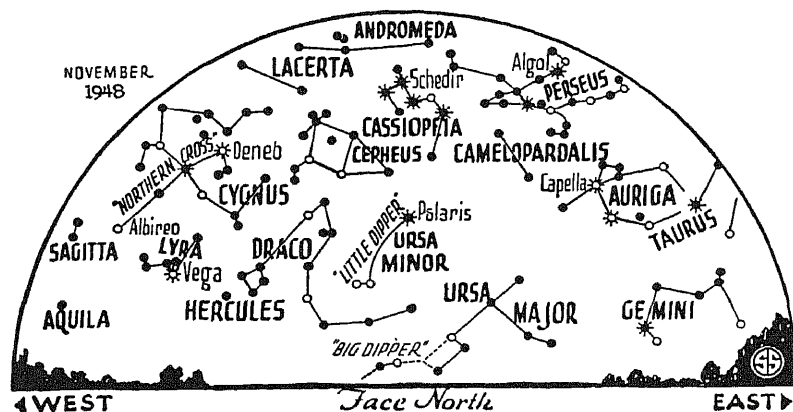 ANDROMEDA
NOVEMBER
1948
LACERTA
Schedir
Algol
PERSEUS
CASSIOPEIA
"NORTHERN CROSS"
Deneb
CEPHEUS
CAMELOPARDALIS
CYGNUS
Capella
AURIGA
TAURUS
Albireo
SAGITTA
LYRA
Vega
DRACO
"LITTLE DIPPER"
Polaris
URSA
MINOR
HERCULES
AQUILA
URSA MAJOR
GEMINI
"BIG DIPPER"
WEST
Face North
EAST